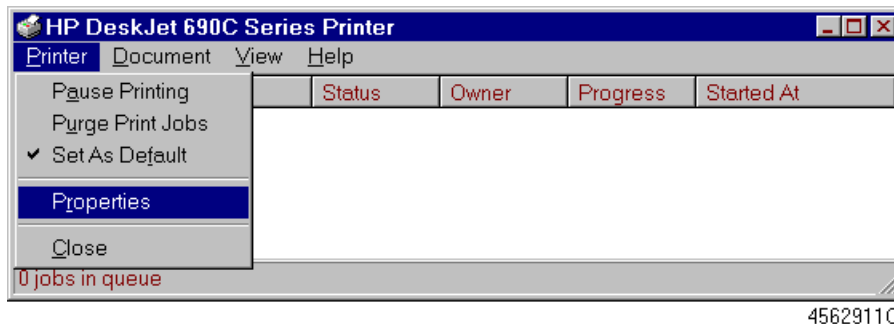 HP DeskJet 690C Series Printer
Printer Document View Help
Pause Printing
Status Owner Progress Started At
Purge Print Jobs
Set As Default
Properties
Close
0 jobs in queue
4562911C